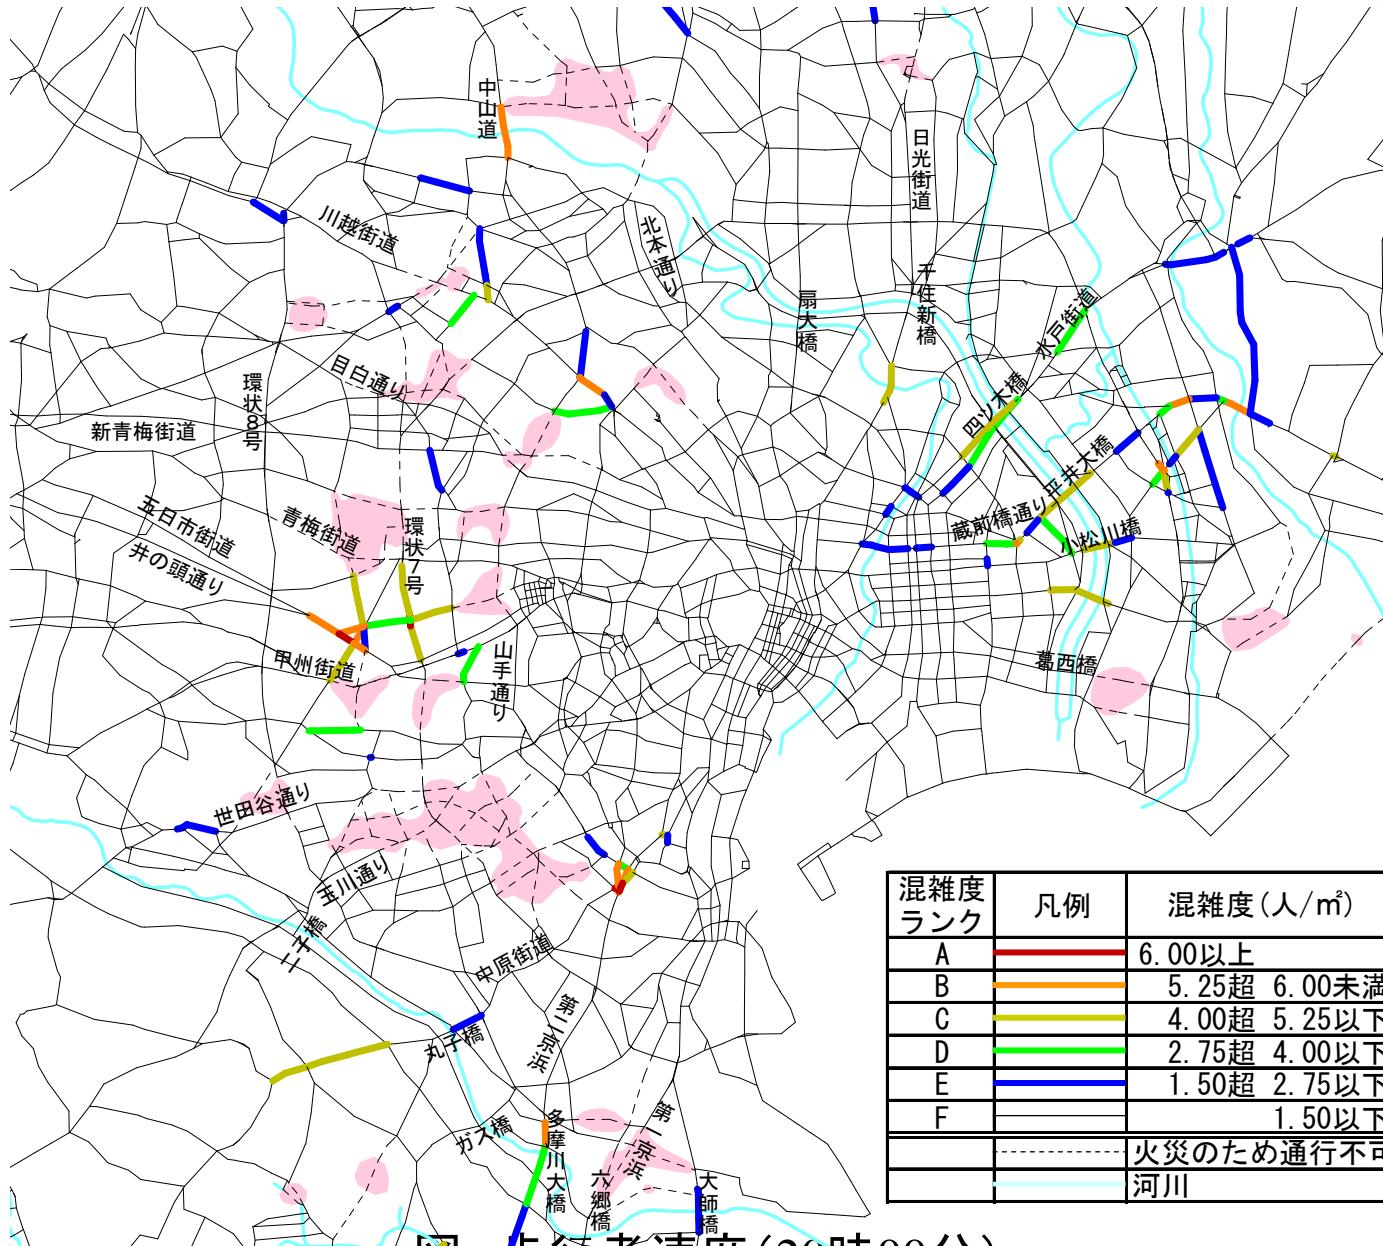 中山道
日光街道
川越街道
北本通り
千住新橋
扇大橋
水戸街道
目白通り
環状8号
新青梅街道
四ツ木橋
平井大橋
五日市街道
青梅街道
環状7号
蔵前橋通り
小松川橋
井の頭通り
甲州街道
山手通り
葛西橋
世田谷通り
玉川通り
二子橋
中原街道
第二京浜
丸子橋
ガス橋
多摩川大橋
第一京浜
六郷橋
大師橋
混雑度ランク 凡例 混雑度(人/㎡)
A 6.00以上
B 5.25超 6.00未満
C 4.00超 5.25以下
D 2.75超 4.00以下
E 1.50超 2.75以下
F 1.50以下
火災のため通行不可
河川